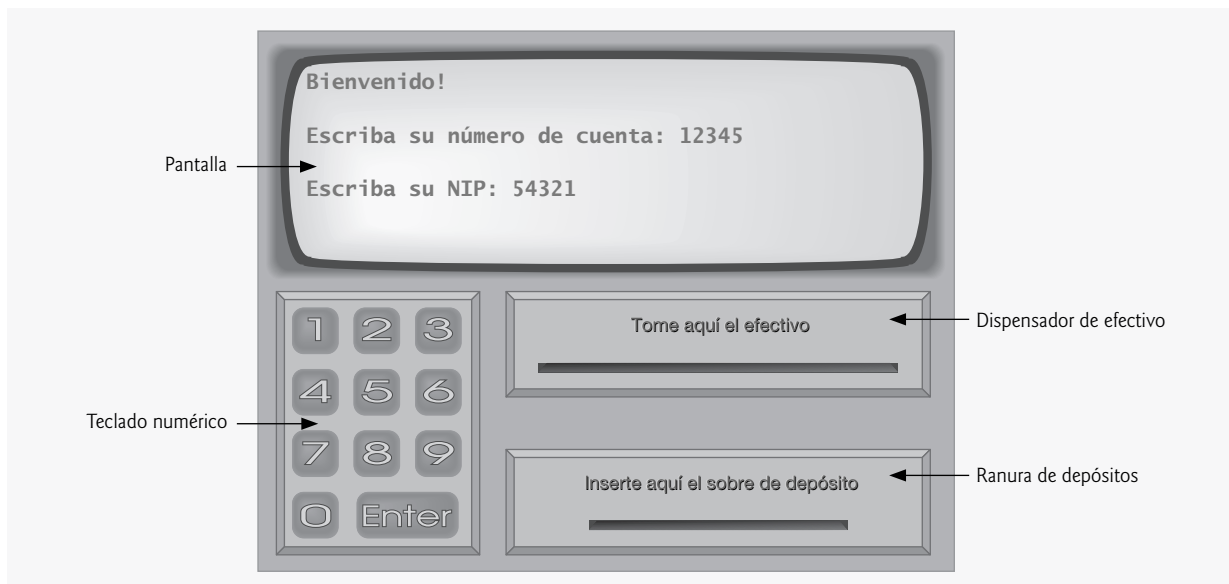 Bienvenido!
Escriba su número de cuenta: 12345
Escriba su NIP: 54321
Pantalla
1 2 3
4 5 6
7 8 9
0 Enter
Teclado numérico
Tome aquí el efectivo
Dispensador de efectivo
Inserte aquí el sobre de depósito
Ranura de depósitos